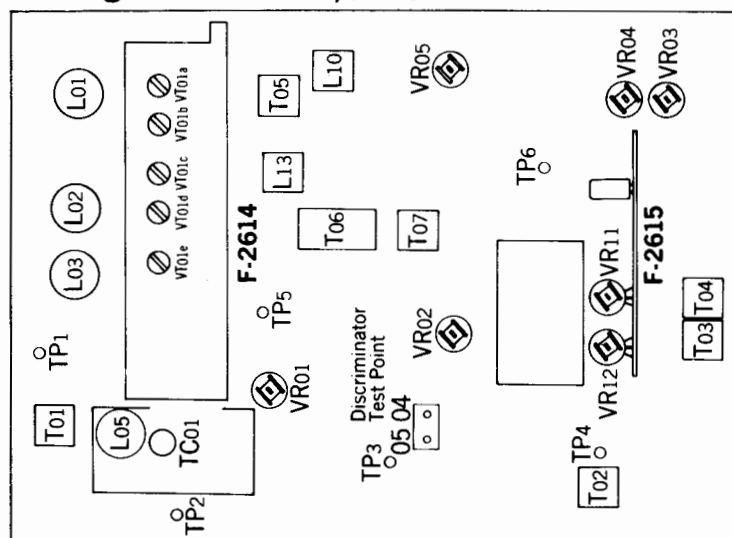 L01
L02
L03
TP1
T01
L05
TC01
TP2
VT01a
VT01b
VT01c
VT01d
VT01e
F-2614
T05
L10
L13
T06
T07
TP5
VR01
VR05
VR02
Discriminator
Test Point
05 04
TP3
TP6
VR04
VR03
VR11
F-2615
VR12
T04
T03
TP4
T02